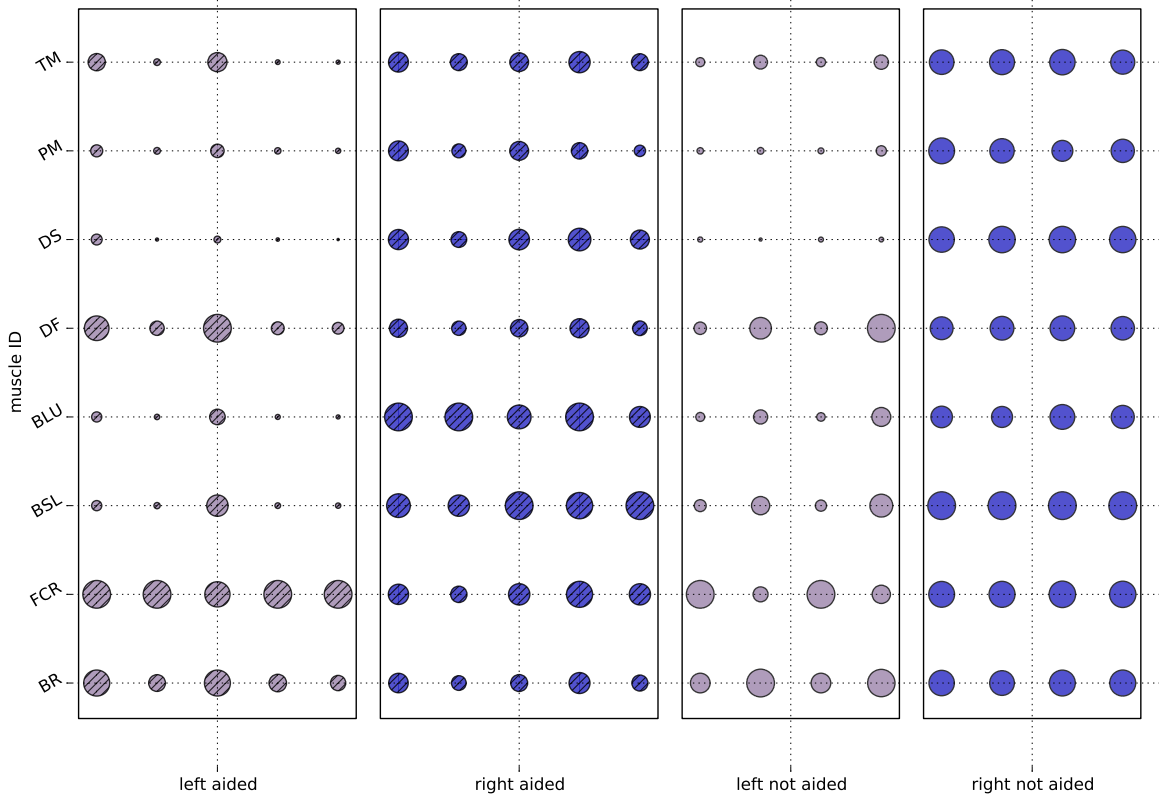 muscle ID
TM
PM
DS
DF
BLU
BSL
FCR
BR
left aided
right aided
left not aided
right not aided